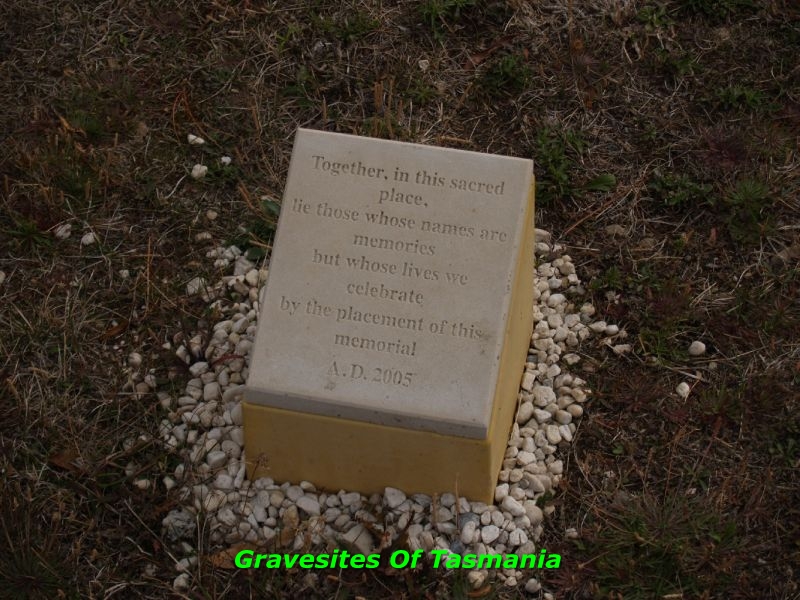 Together, in this sacred
place,
lie those whose names are
memories
but whose lives we
celebrate
by the placement of this
memorial
A.D. 2005
Gravesites Of Tasmania